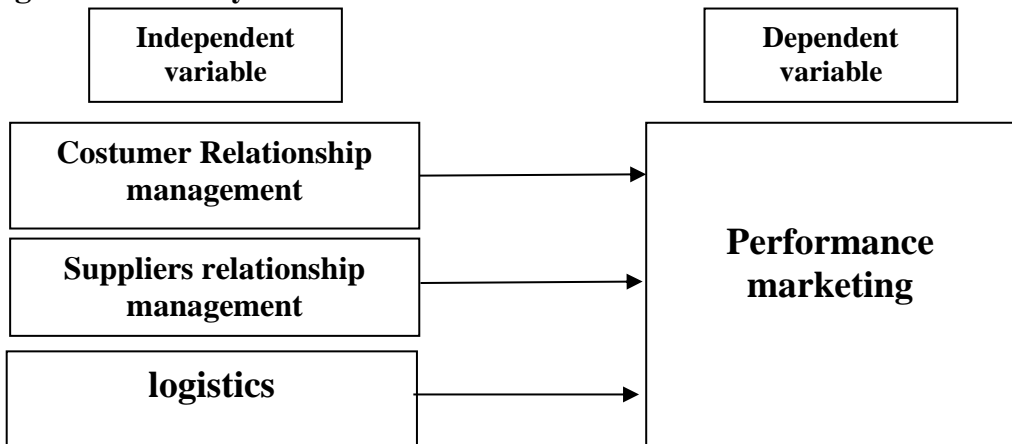 Independent
variable
Dependent
variable
Costumer Relationship
management
Suppliers relationship
management
logistics
Performance
marketing